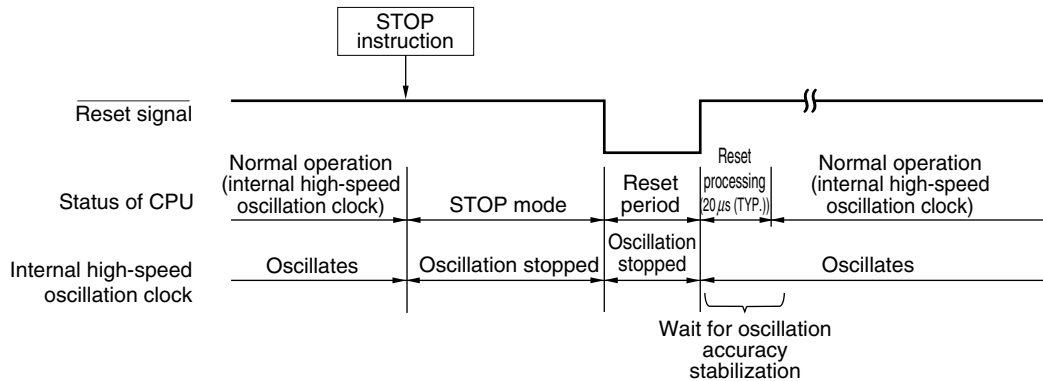 STOP
instruction
Reset signal
Status of CPU
Normal operation
(internal high-speed
oscillation clock)
STOP mode
Reset
period
Reset
processing
(20 μs (TYP.))
Normal operation
(internal high-speed
oscillation clock)
Internal high-speed
oscillation clock
Oscillates
Oscillation stopped
Oscillation
stopped
Oscillates
Wait for oscillation
accuracy
stabilization